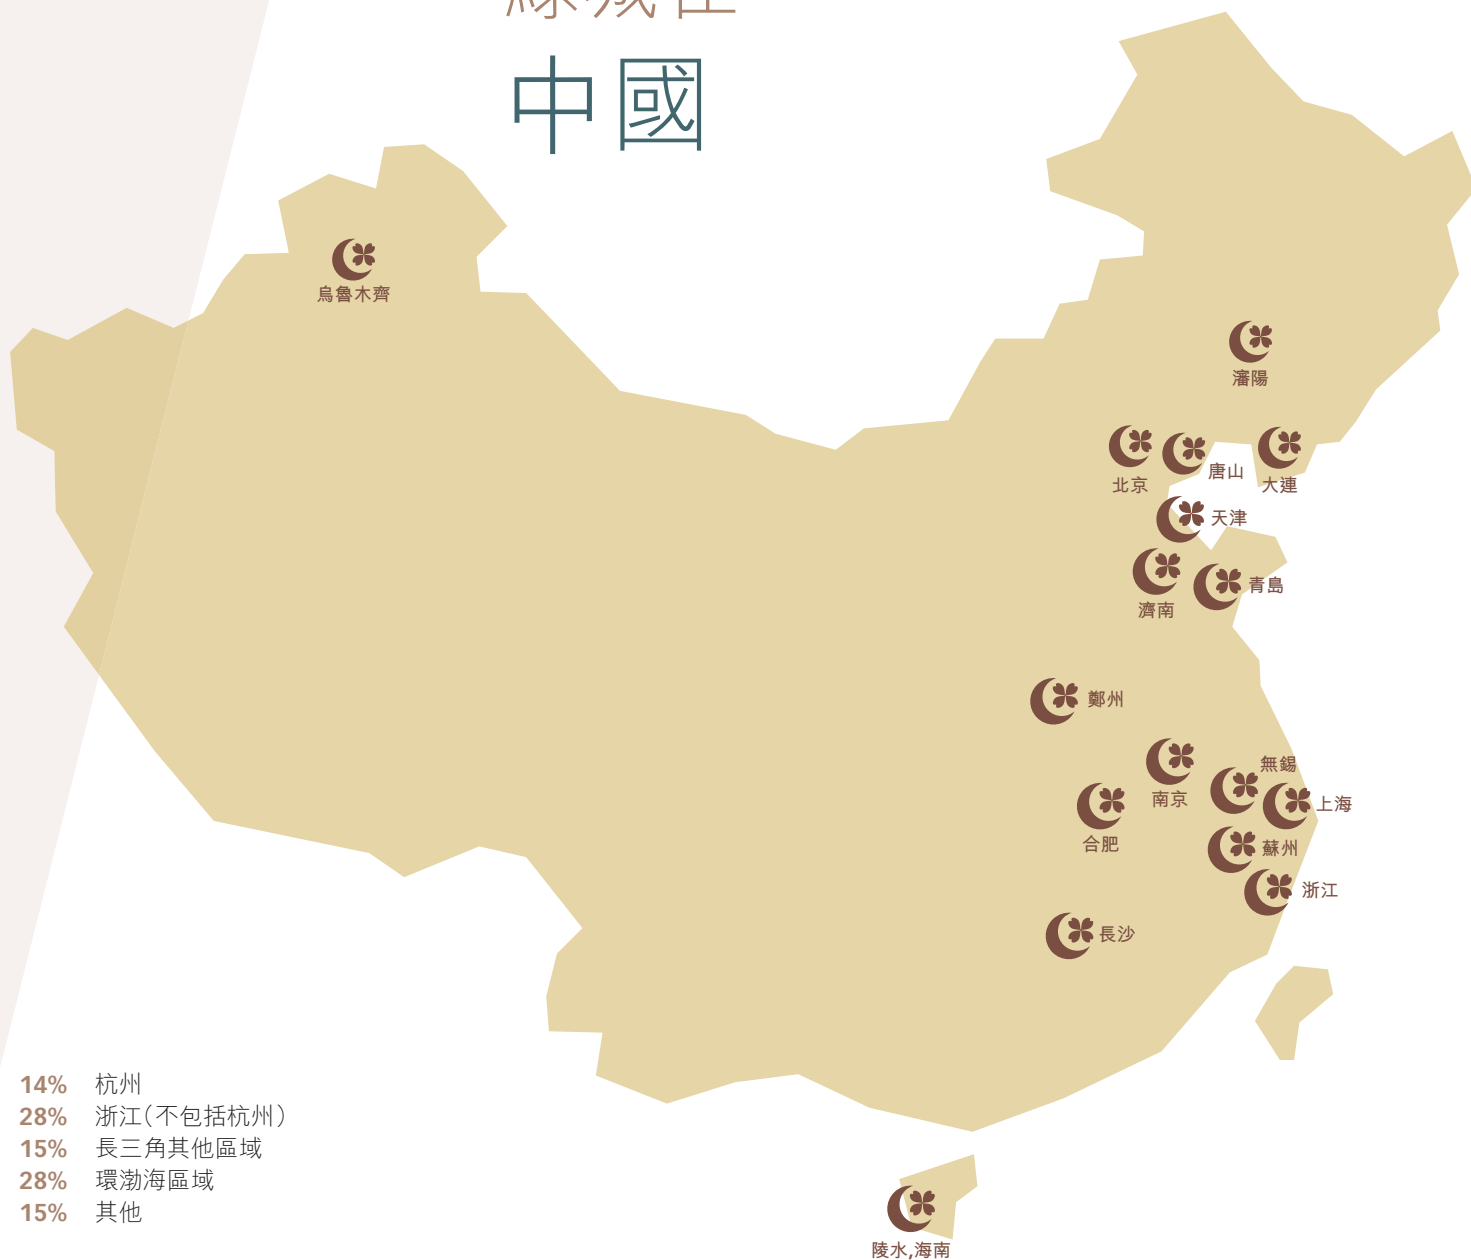 綠城在
中國
烏魯木齊
瀋陽
北京
唐山
大連
天津
濟南
青島
鄭州
無錫
南京
上海
合肥
蘇州
浙江
長沙
14% 杭州
28% 浙江（不包括杭州）
15% 長三角其他區域
28% 環渤海區域
15% 其他
陵水,海南